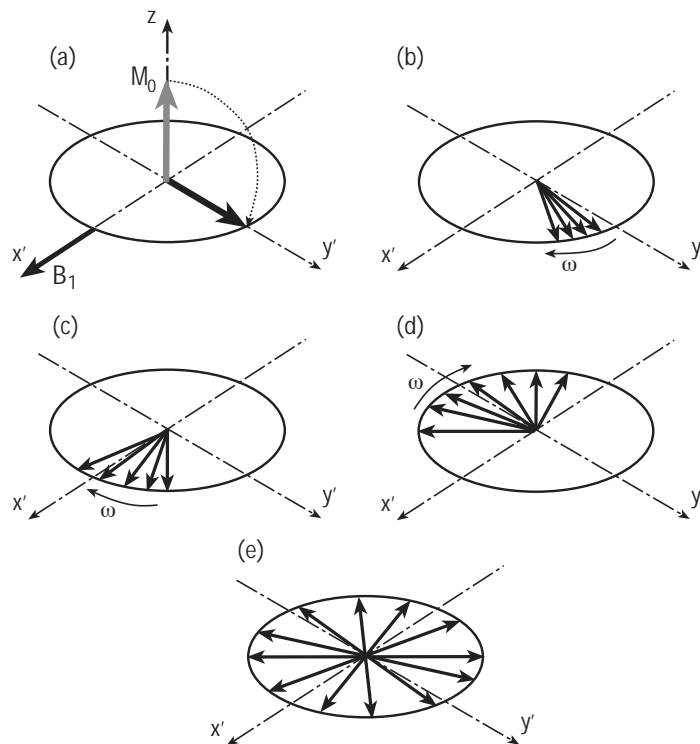 z
(a)
(b)
M0
x′
y′
B1
x′
y′
ω
(c)
(d)
ω
x′
y′
ω
x′
y′
(e)
x′
y′